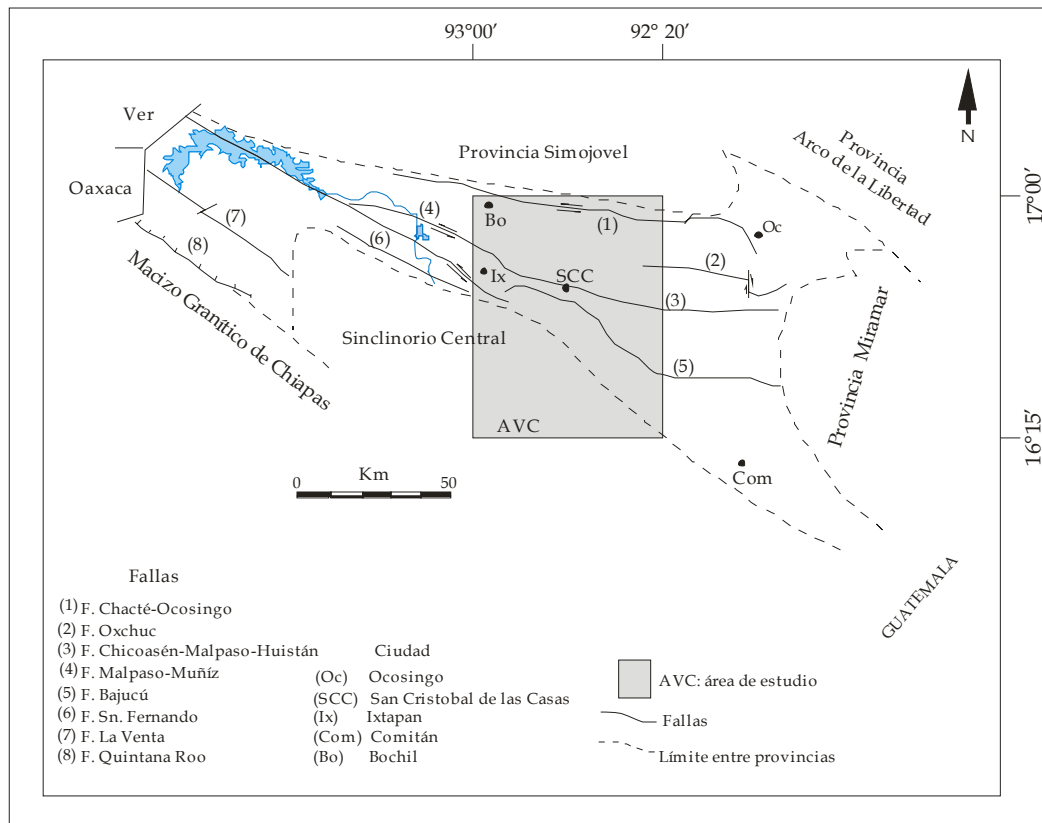 93°00'
92° 20'
Ver
N
Provincia Simojovel
Provincia
Arco de la Libertad
Oaxaca
17°00'
(4)
Bo
(1)
Oc
(7)
(6)
(2)
(8)
Ix
SCC
(3)
Macizo Granítico de Chiapas
Sinclinorio Central
Provincia Miramar
(5)
AVC
16°15'
Km
0
50
Com
GUATEMALA
Fallas
(1) F. Chacté-Ocosingo
(2) F. Oxchuc
(3) F. Chicoasén-Malpaso-Huistán
(4) F. Malpaso-Muñíz
(5) F. Bajucú
(6) F. Sn. Fernando
(7) F. La Venta
(8) F. Quintana Roo
Ciudad
(Oc) Ocosingo
(SCC) San Cristobal de las Casas
(Ix) Ixtapan
(Com) Comitán
(Bo) Bochil
AVC: área de estudio
Fallas
Límite entre provincias